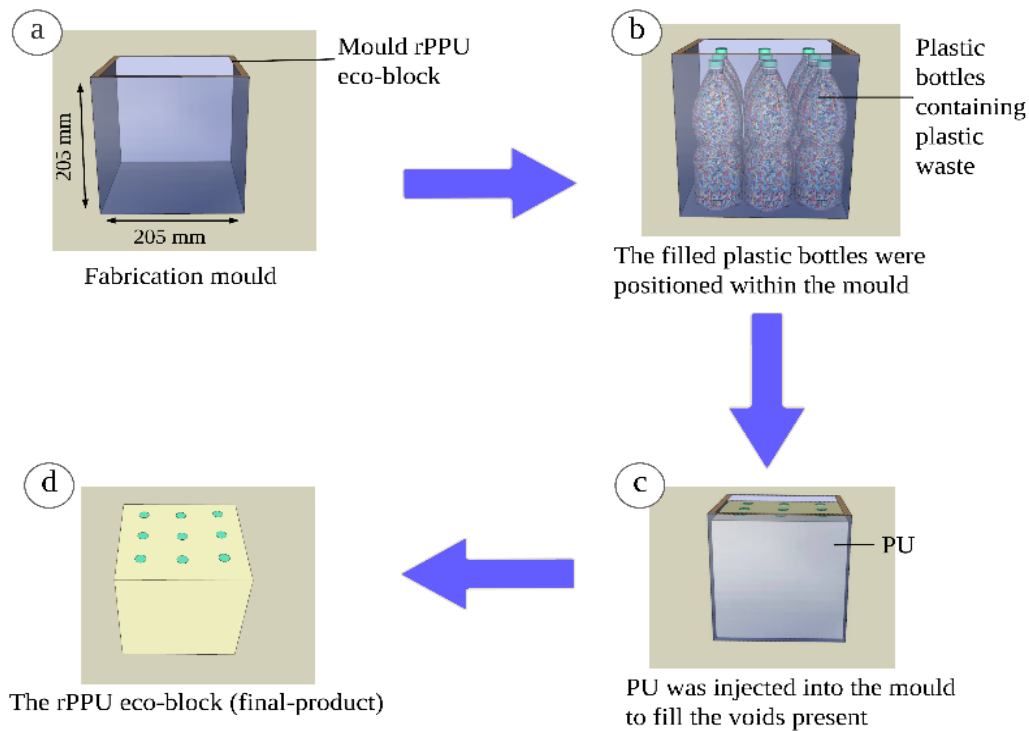 a
Mould rPPU
eco-block
205 mm
205 mm
Fabrication mould
b
Plastic
bottles
containing
plastic
waste
The filled plastic bottles were
positioned within the mould
c
PU
PU was injected into the mould
to fill the voids present
d
The rPPU eco-block (final-product)